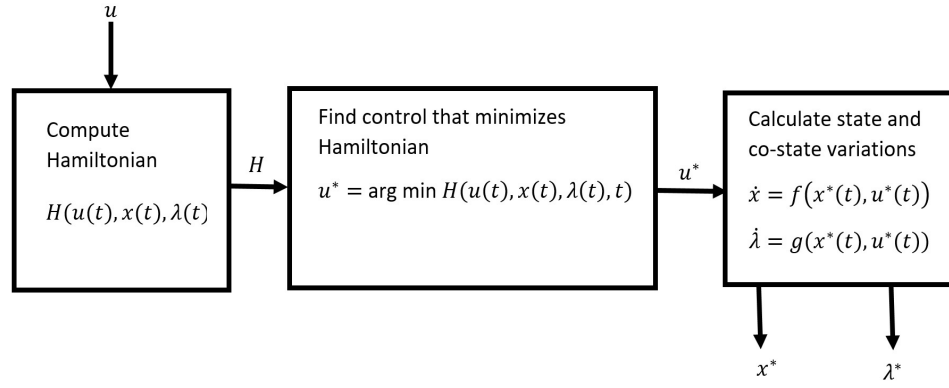 u
Compute
Hamiltonian
H(u(t), x(t), λ(t)
H
Find control that minimizes
Hamiltonian
u* = arg min H(u(t), x(t), λ(t), t)
u*
Calculate state and
co-state variations
ẋ = f(x*(t), u*(t))
λ̇ = g(x*(t), u*(t))
x*
λ*